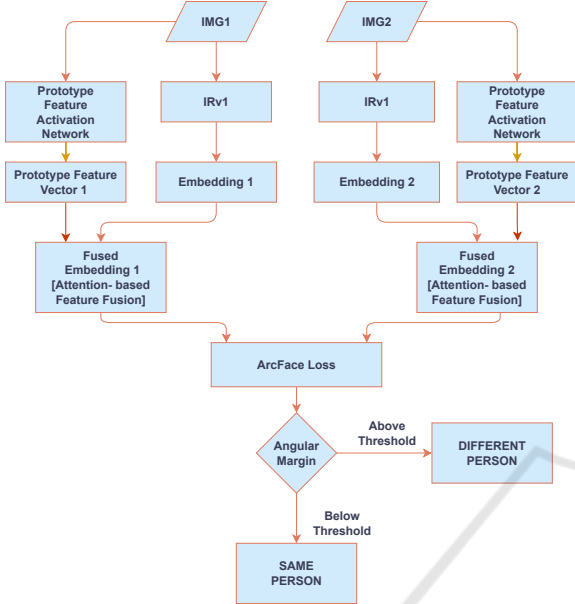 IMG1
IMG2
Prototype
Feature
Activation
Network
IRv1
IRv1
Prototype
Feature
Activation
Network
Prototype Feature
Vector 1
Embedding 1
Embedding 2
Prototype Feature
Vector 2
Fused
Embedding 1
[Attention- based
Feature Fusion]
Fused
Embedding 2
[Attention- based
Feature Fusion]
ArcFace Loss
Angular
Margin
Above
Threshold
DIFFERENT
PERSON
Below
Threshold
SAME
PERSON